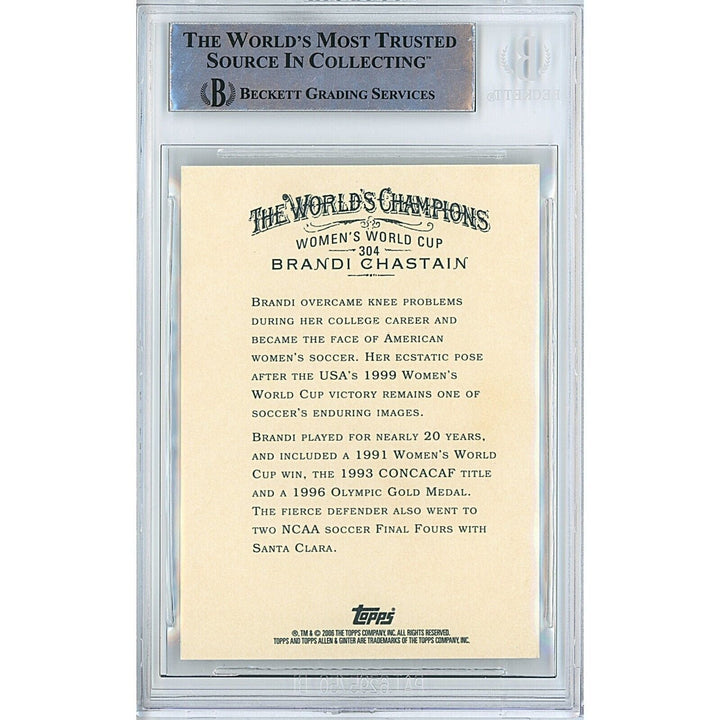 THE WORLD'S MOST TRUSTED
SOURCE IN COLLECTING™
B BECKETT GRADING SERVICES
BECKETT
THE WORLD'S CHAMPIONS
WOMEN'S WORLD CUP
304
BRANDI CHASTAIN
BRANDI OVERCAME KNEE PROBLEMS
DURING HER COLLEGE CAREER AND
BECAME THE FACE OF AMERICAN
WOMEN'S SOCCER. HER ECSTATIC POSE
AFTER THE USA'S 1999 WOMEN'S
WORLD CUP VICTORY REMAINS ONE OF
SOCCER'S ENDURING IMAGES.
BRANDI PLAYED FOR NEARLY 20 YEARS,
AND INCLUDED A 1991 WOMEN'S WORLD
CUP WIN, THE 1993 CONCACAF TITLE
AND A 1996 OLYMPIC GOLD MEDAL.
THE FIERCE DEFENDER ALSO WENT TO
TWO NCAA SOCCER FINAL FOURS WITH
SANTA CLARA.
Topps
®, TM & © 2006 THE TOPPS COMPANY, INC. ALL RIGHTS RESERVED.
TOPPS AND TOPPS ALLEN & GINTER ARE TRADEMARKS OF THE TOPPS COMPANY, INC.